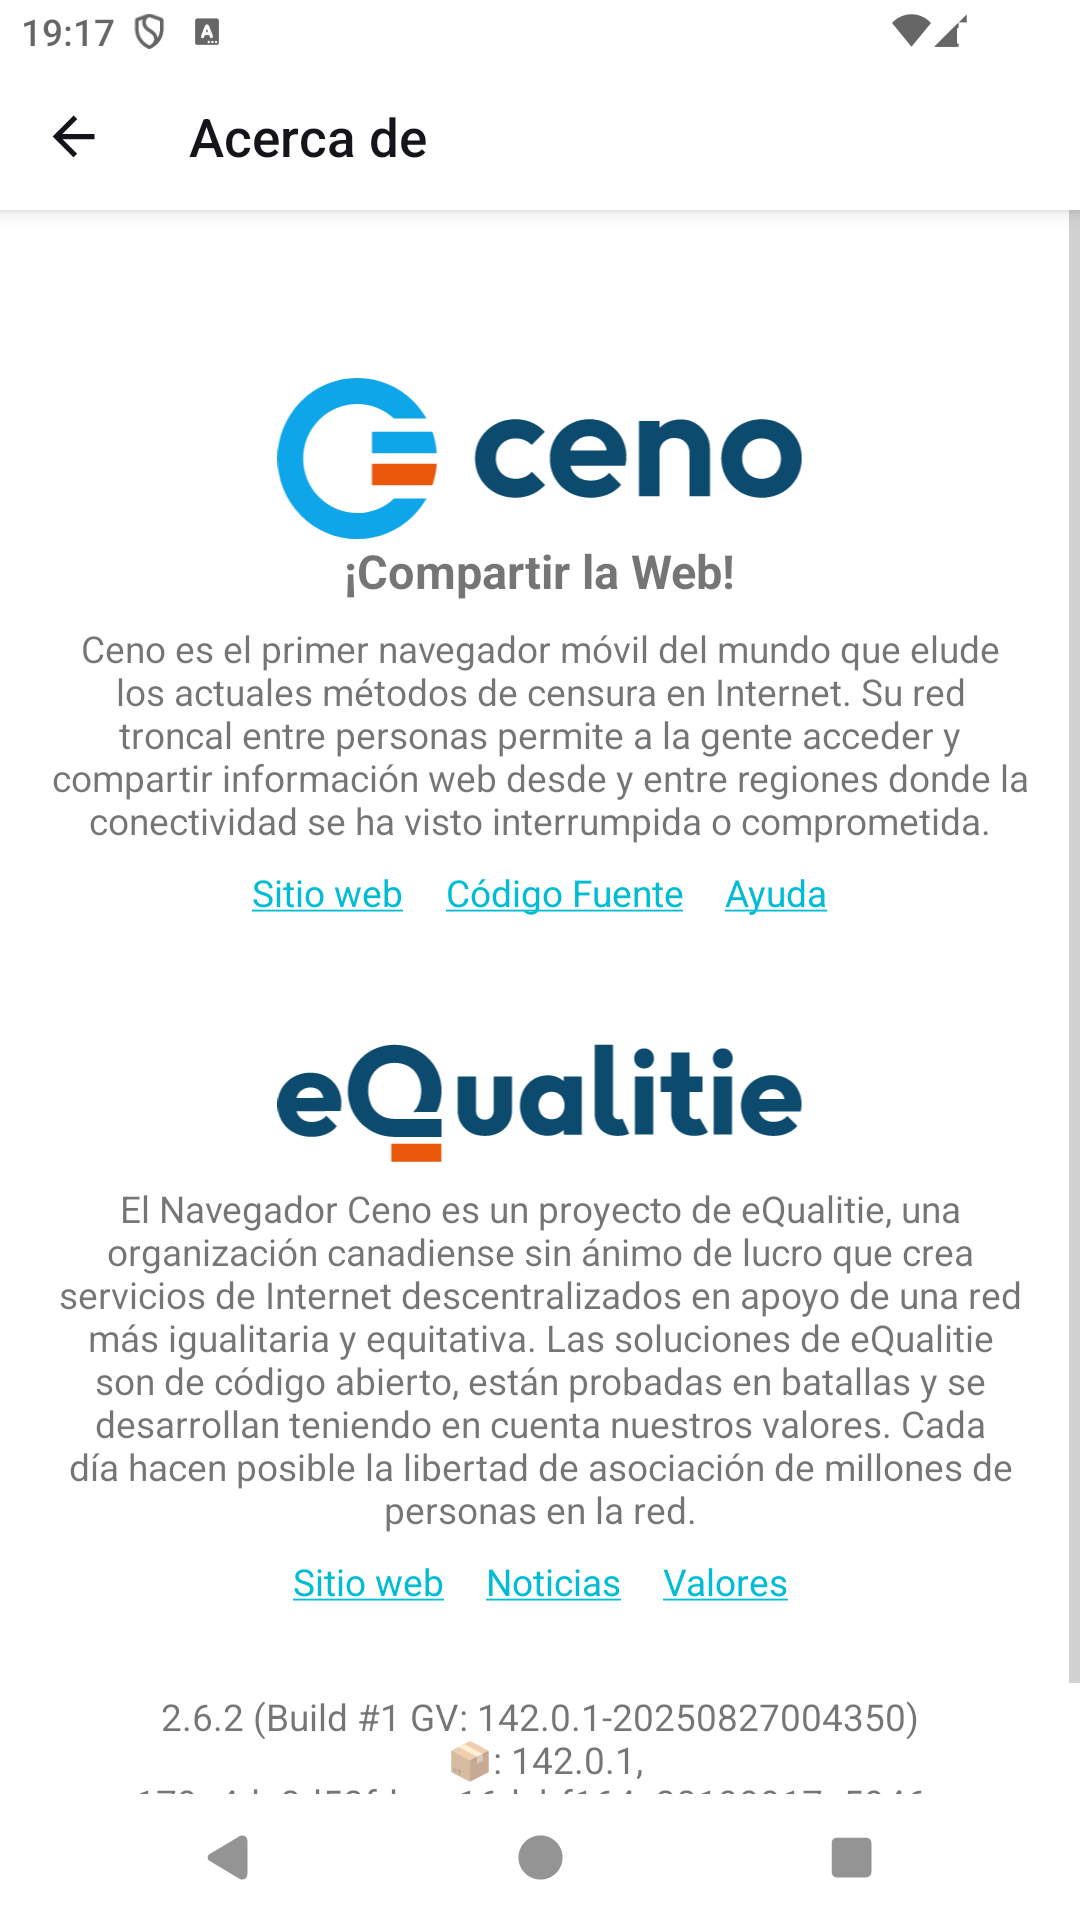 19:17
Acerca de
ceno
¡Compartir la Web!
Ceno es el primer navegador móvil del mundo que elude
los actuales métodos de censura en Internet. Su red
troncal entre personas permite a la gente acceder y
compartir información web desde y entre regiones donde la
conectividad se ha visto interrumpida o comprometida.
Sitio web Código Fuente Ayuda
eQualitie
El Navegador Ceno es un proyecto de eQualitie, una
organización canadiense sin ánimo de lucro que crea
servicios de Internet descentralizados en apoyo de una red
más igualitaria y equitativa. Las soluciones de eQualitie
son de código abierto, están probadas en batallas y se
desarrollan teniendo en cuenta nuestros valores. Cada
día hacen posible la libertad de asociación de millones de
personas en la red.
Sitio web Noticias Valores
2.6.2 (Build #1 GV: 142.0.1-20250827004350)
📦: 142.0.1,